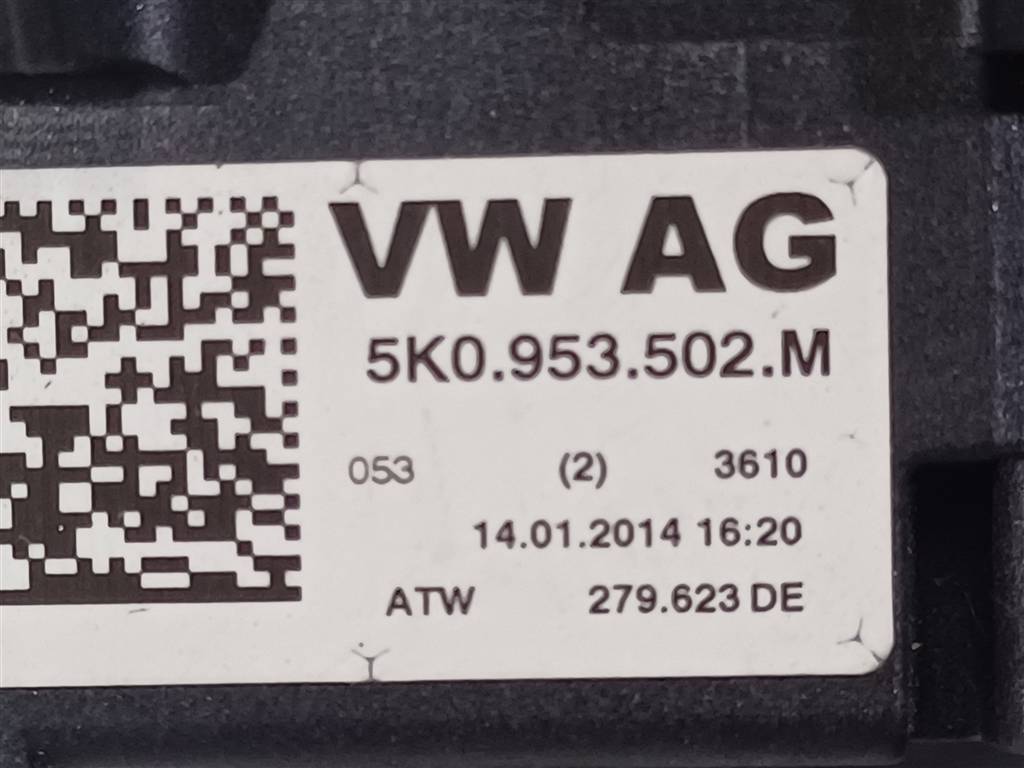 VW AG
5K0.953.502.M
053 (2) 3610
14.01.2014 16:20
ATW 279.623 DE